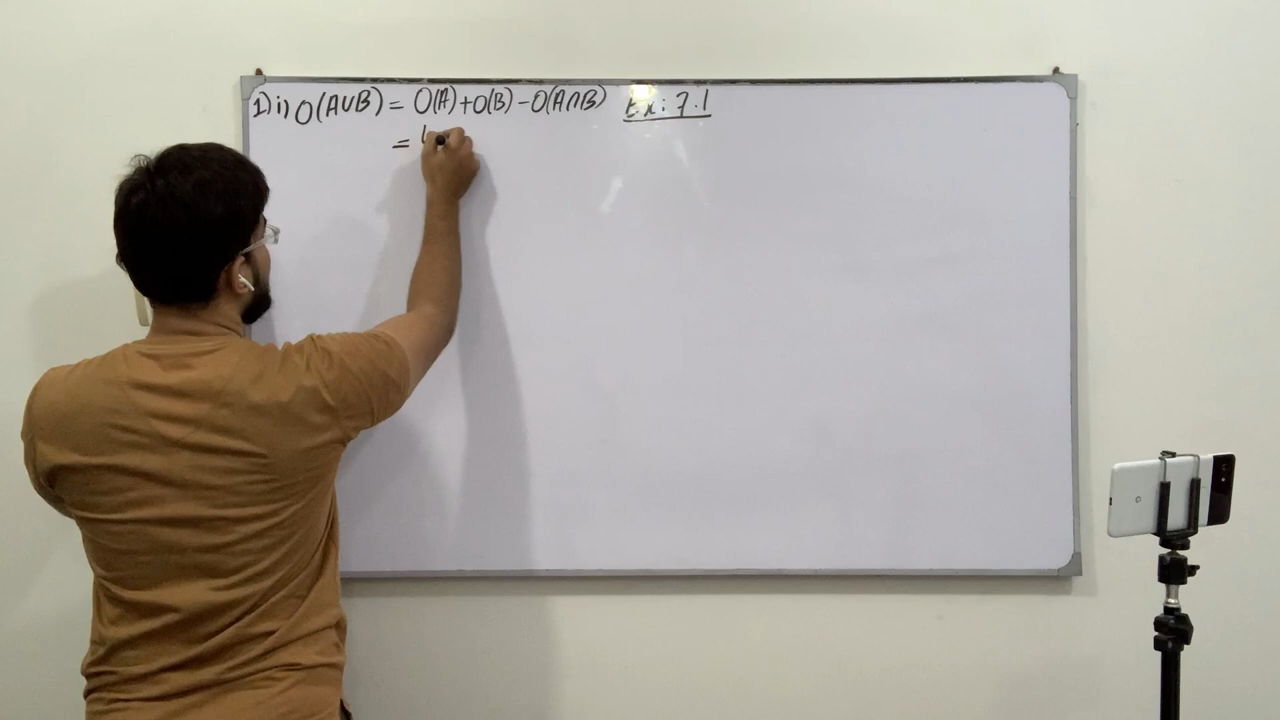 1) i) O(A∪B) = O(A)+O(B)-O(A∩B) Ex: 7.1
=